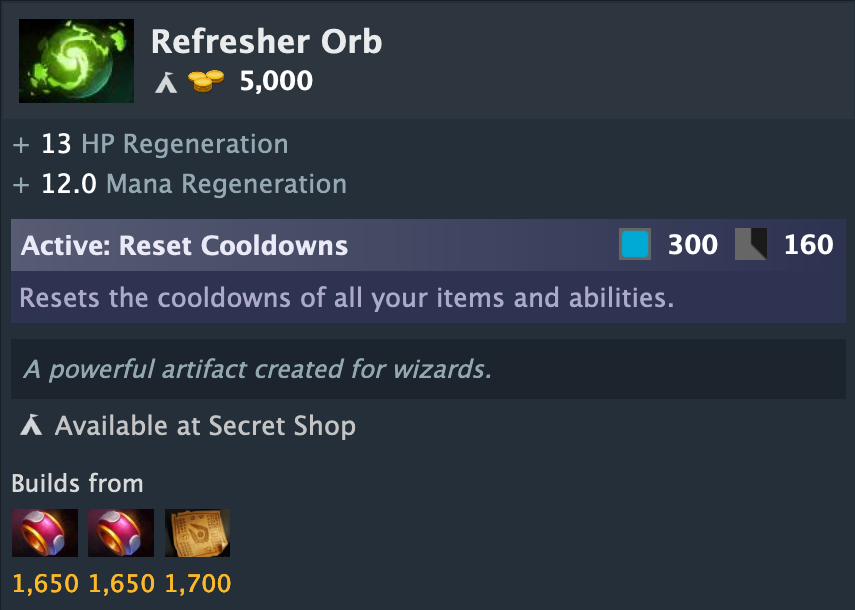 Refresher Orb
5,000
+ 13 HP Regeneration
+ 12.0 Mana Regeneration
Active: Reset Cooldowns 300 160
Resets the cooldowns of all your items and abilities.
A powerful artifact created for wizards.
Available at Secret Shop
Builds from
1,650 1,650 1,700